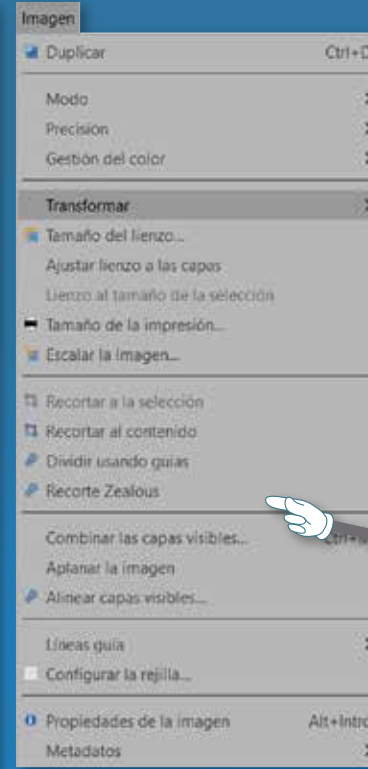 Imagen
Duplicar Ctrl+D
Modo
Precisión
Gestión del color
Transformar
Tamaño del lienzo...
Ajustar lienzo a las capas
Lienzo al tamaño de la selección
Tamaño de la impresión...
Escalar la imagen...
Recortar a la selección
Recortar al contenido
Dividir usando guías
Recorte Zealous
Combinar las capas visibles... Ctrl+M
Aplanar la imagen
Alinear capas visibles...
Líneas guía
Configurar la rejilla...
Propiedades de la imagen Alt+Intro
Metadatos